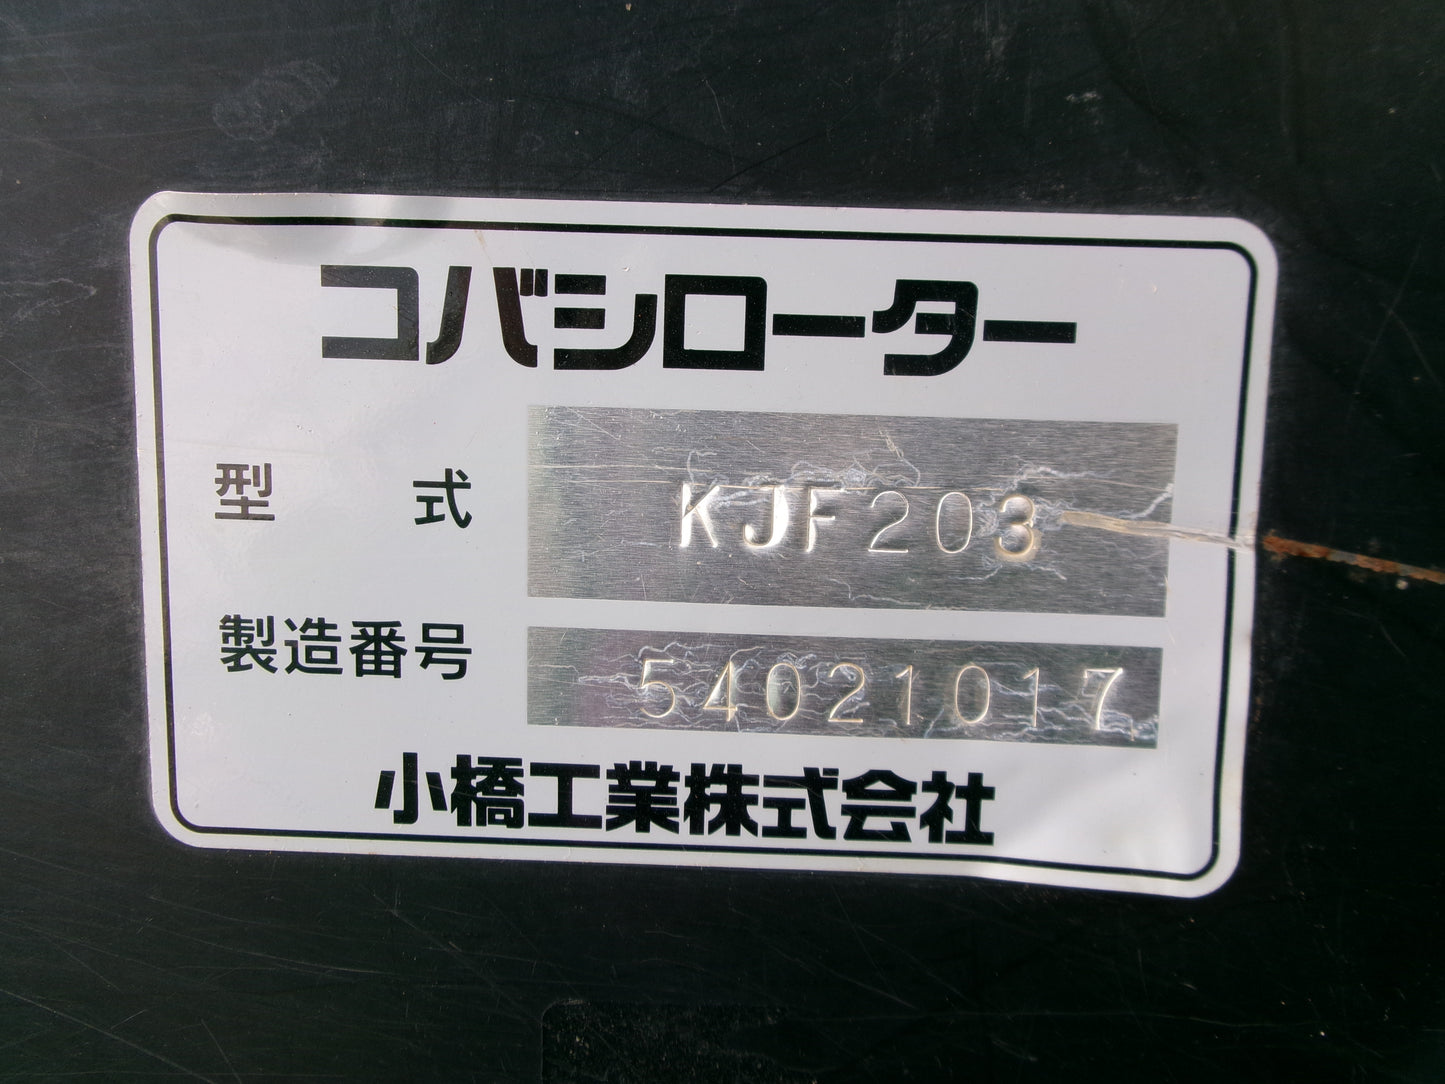 コバシローター
型式 KJF203
製造番号 54021017
小橋工業株式会社